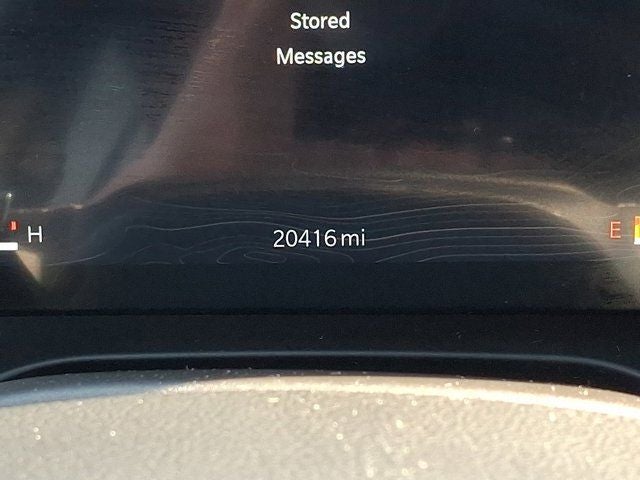 Stored
Messages
H
20416 mi
E